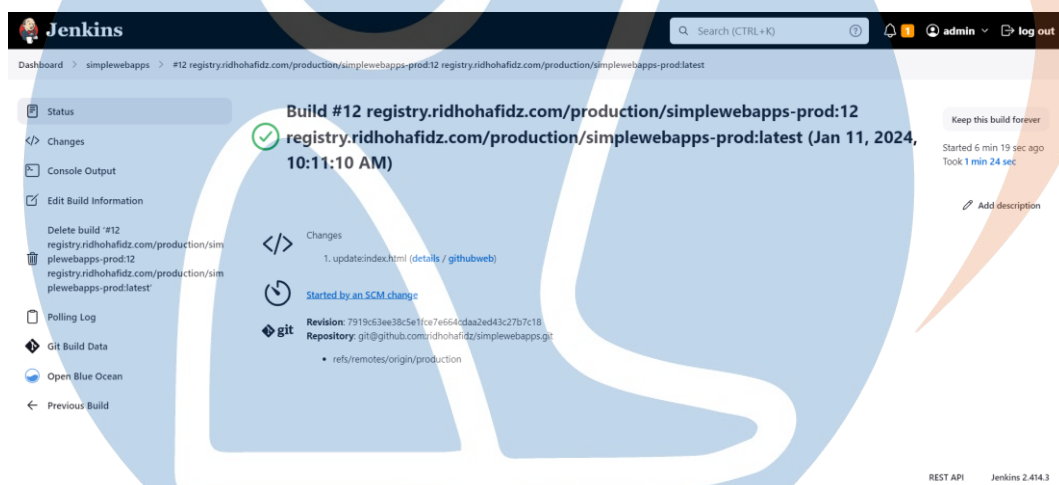 Jenkins
Search (CTRL+K)
1
admin
log out
Dashboard > simplewebapps > #12 registry.ridhohafidz.com/production/simplewebapps-prod:12 registry.ridhohafidz.com/production/simplewebapps-prod:latest
Status
Changes
Console Output
Edit Build Information
Delete build '#12
registry.ridhohafidz.com/production/sim
plewebapps-prod:12
registry.ridhohafidz.com/production/sim
plewebapps-prod:latest'
Polling Log
Git Build Data
Open Blue Ocean
Previous Build
Build #12 registry.ridhohafidz.com/production/simplewebapps-prod:12
registry.ridhohafidz.com/production/simplewebapps-prod:latest (Jan 11, 2024,
10:11:10 AM)
Keep this build forever
Started 6 min 19 sec ago
Took 1 min 24 sec
Add description
Changes
1. update:index.html (details / githubweb)
Started by an SCM change
git
Revision: 7919c63ee38c5e1fce7e664cdaa2ed43c27b7c18
Repository: git@github.com:ridhohafidz/simplewebapps.git
• refs/remotes/origin/production
REST API
Jenkins 2.414.3